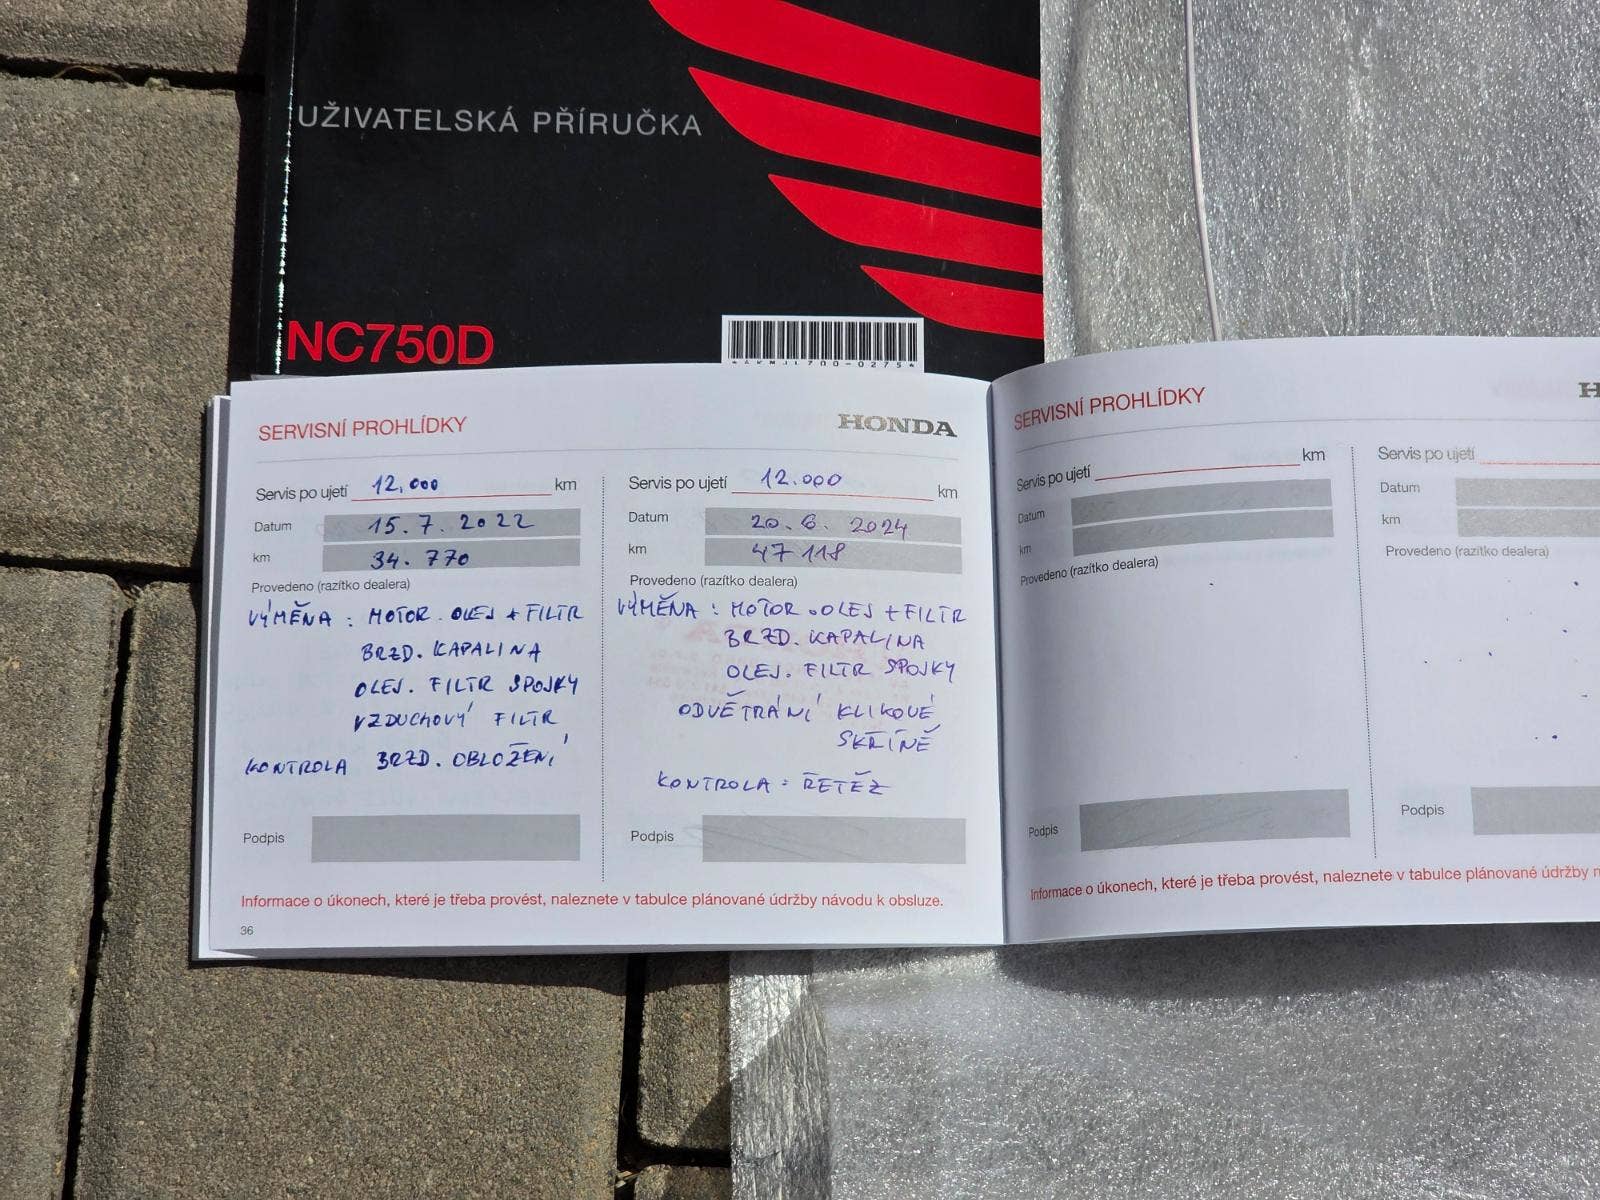 UŽIVATELSKÁ PŘÍRUČKA
NC750D
*AKMJL700-0275*
SERVISNÍ PROHLÍDKY
HONDA
Servis po ujetí 12.000 km
Datum 15.7.2022
km 34.770
Provedeno (razítko dealera)
VÝMĚNA: MOTOR. OLEJ + FILTR
BRZD. KAPALINA
OLEJ. FILTR SPOJKY
VZDUCHOVÝ FILTR
KONTROLA BRZD. OBLOŽENÍ
Podpis
Servis po ujetí 12.000 km
Datum 20.6.2024
km 47118
Provedeno (razítko dealera)
VÝMĚNA: MOTOR. OLEJ + FILTR
BRZD. KAPALINA
OLEJ. FILTR SPOJKY
ODVĚTRÁNÍ KLIKOVÉ
SKŘÍNĚ
KONTROLA: ŘETĚZ
Podpis
Informace o úkonech, které je třeba provést, naleznete v tabulce plánované údržby návodu k obsluze.
36
SERVISNÍ PROHLÍDKY
H
Servis po ujetí km
Datum
km
Provedeno (razítko dealera)
Podpis
Servis po ujetí
Datum
km
Provedeno (razítko dealera)
Podpis
Informace o úkonech, které je třeba provést, naleznete v tabulce plánované údržby